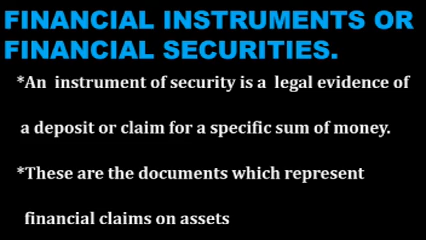 FINANCIAL INSTRUMENTS OR
FINANCIAL SECURITIES.
*An instrument of security is a legal evidence of
a deposit or claim for a specific sum of money.
*These are the documents which represent
financial claims on assets